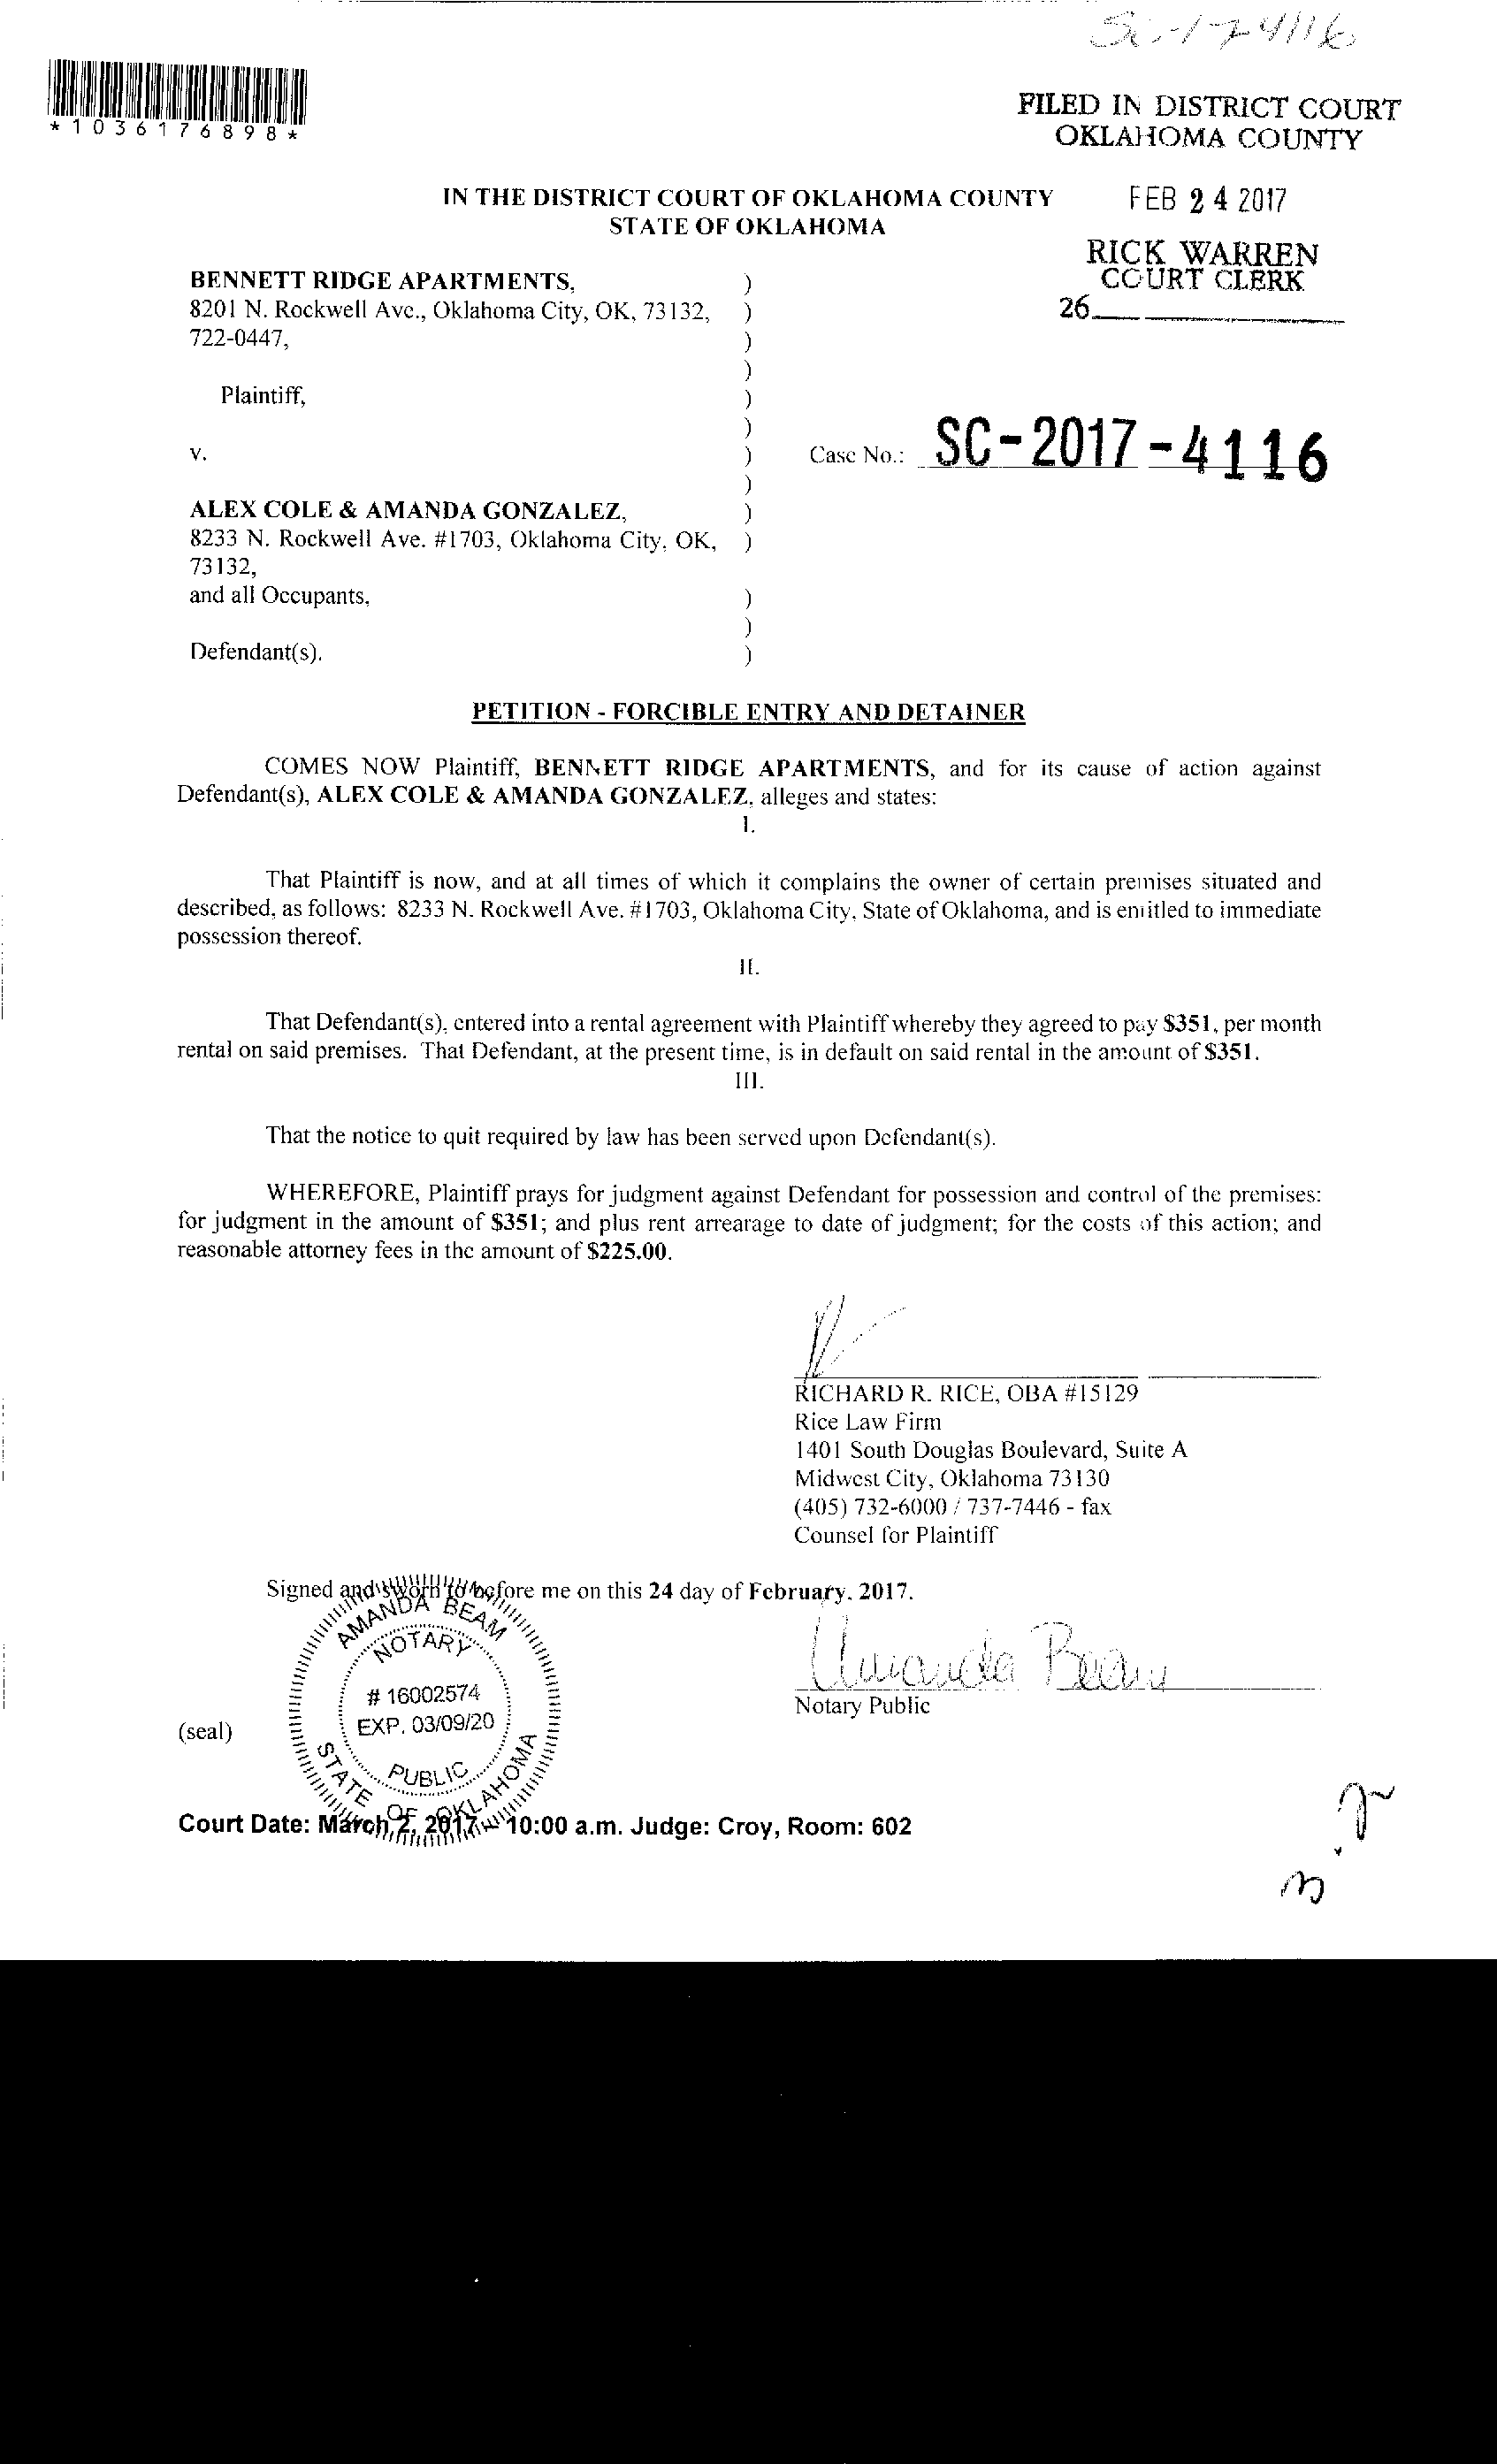 Sc-17-4116
*1036176898*
FILED IN DISTRICT COURT
OKLAHOMA COUNTY
FEB 24 2017
RICK WARREN
COURT CLERK
26
IN THE DISTRICT COURT OF OKLAHOMA COUNTY
STATE OF OKLAHOMA
BENNETT RIDGE APARTMENTS, )
8201 N. Rockwell Ave., Oklahoma City, OK, 73132, )
722-0447, )
)
Plaintiff, )
)
v. ) Case No.: SC-2017-4116
)
ALEX COLE & AMANDA GONZALEZ, )
8233 N. Rockwell Ave. #1703, Oklahoma City, OK, )
73132,
and all Occupants, )
)
Defendant(s). )
PETITION - FORCIBLE ENTRY AND DETAINER
COMES NOW Plaintiff, BENNETT RIDGE APARTMENTS, and for its cause of action against
Defendant(s), ALEX COLE & AMANDA GONZALEZ, alleges and states:
I.
That Plaintiff is now, and at all times of which it complains the owner of certain premises situated and
described, as follows: 8233 N. Rockwell Ave. #1703, Oklahoma City, State of Oklahoma, and is entitled to immediate
possession thereof.
II.
That Defendant(s), entered into a rental agreement with Plaintiff whereby they agreed to pay $351, per month
rental on said premises. That Defendant, at the present time, is in default on said rental in the amount of $351.
III.
That the notice to quit required by law has been served upon Defendant(s).
WHEREFORE, Plaintiff prays for judgment against Defendant for possession and control of the premises:
for judgment in the amount of $351; and plus rent arrearage to date of judgment; for the costs of this action; and
reasonable attorney fees in the amount of $225.00.
RICHARD R. RICE, OBA #15129
Rice Law Firm
1401 South Douglas Boulevard, Suite A
Midwest City, Oklahoma 73130
(405) 732-6000 / 737-7446 - fax
Counsel for Plaintiff
Signed and sworn to before me on this 24 day of February, 2017.
AMANDA BEAM
NOTARY
# 16002574
EXP. 03/09/20
PUBLIC
STATE OF OKLAHOMA
Amanda Beam
Notary Public
(seal)
Court Date: March 2, 2017 10:00 a.m. Judge: Croy, Room: 602